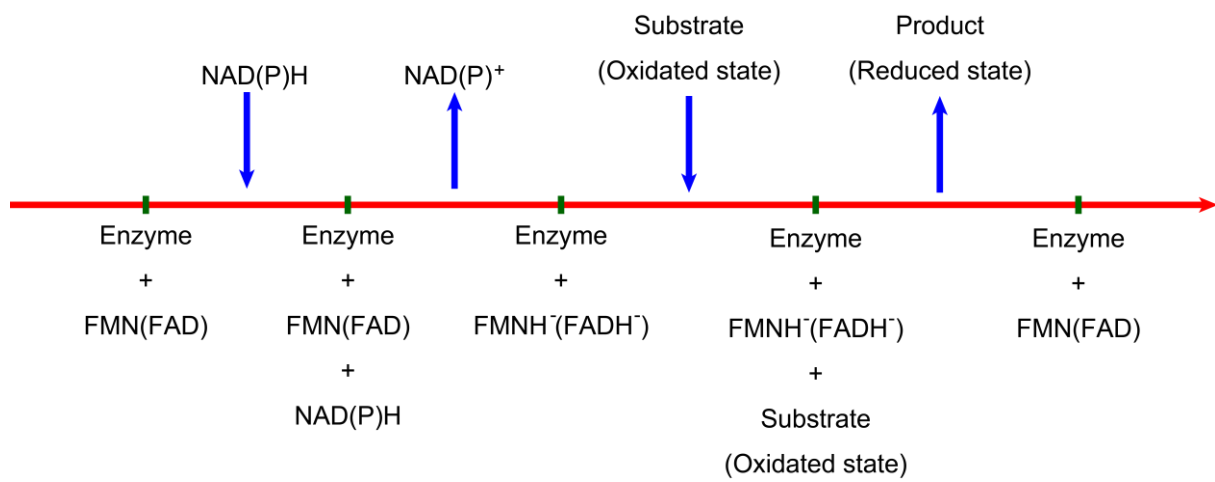 NAD(P)H
NAD(P)⁺
Substrate
(Oxidated state)
Product
(Reduced state)
Enzyme
+
FMN(FAD)
Enzyme
+
FMN(FAD)
+
NAD(P)H
Enzyme
+
FMNH⁻(FADH⁻)
Enzyme
+
FMNH⁻(FADH⁻)
+
Substrate
(Oxidated state)
Enzyme
+
FMN(FAD)